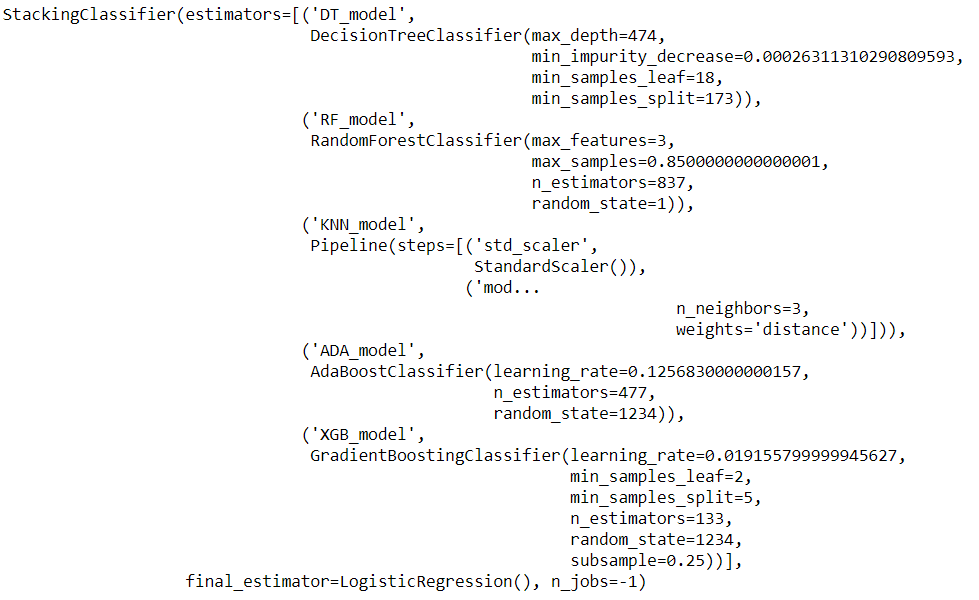 StackingClassifier(estimators=[('DT_model',
DecisionTreeClassifier(max_depth=474,
min_impurity_decrease=0.00026311310290809593,
min_samples_leaf=18,
min_samples_split=173)),
('RF_model',
RandomForestClassifier(max_features=3,
max_samples=0.8500000000000001,
n_estimators=837,
random_state=1)),
('KNN_model',
Pipeline(steps=[('std_scaler',
StandardScaler()),
('mod...
n_neighbors=3,
weights='distance'))])),
('ADA_model',
AdaBoostClassifier(learning_rate=0.1256830000000157,
n_estimators=477,
random_state=1234)),
('XGB_model',
GradientBoostingClassifier(learning_rate=0.019155799999945627,
min_samples_leaf=2,
min_samples_split=5,
n_estimators=133,
random_state=1234,
subsample=0.25))],
final_estimator=LogisticRegression(), n_jobs=-1)